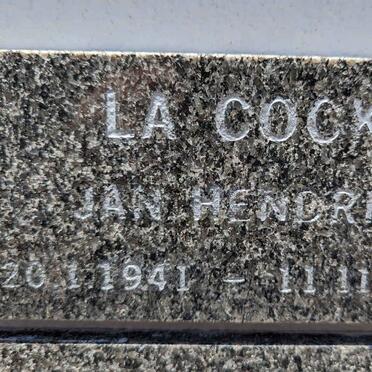 LA COCK
JAN HENDRI
20.1.1941 - 11.11